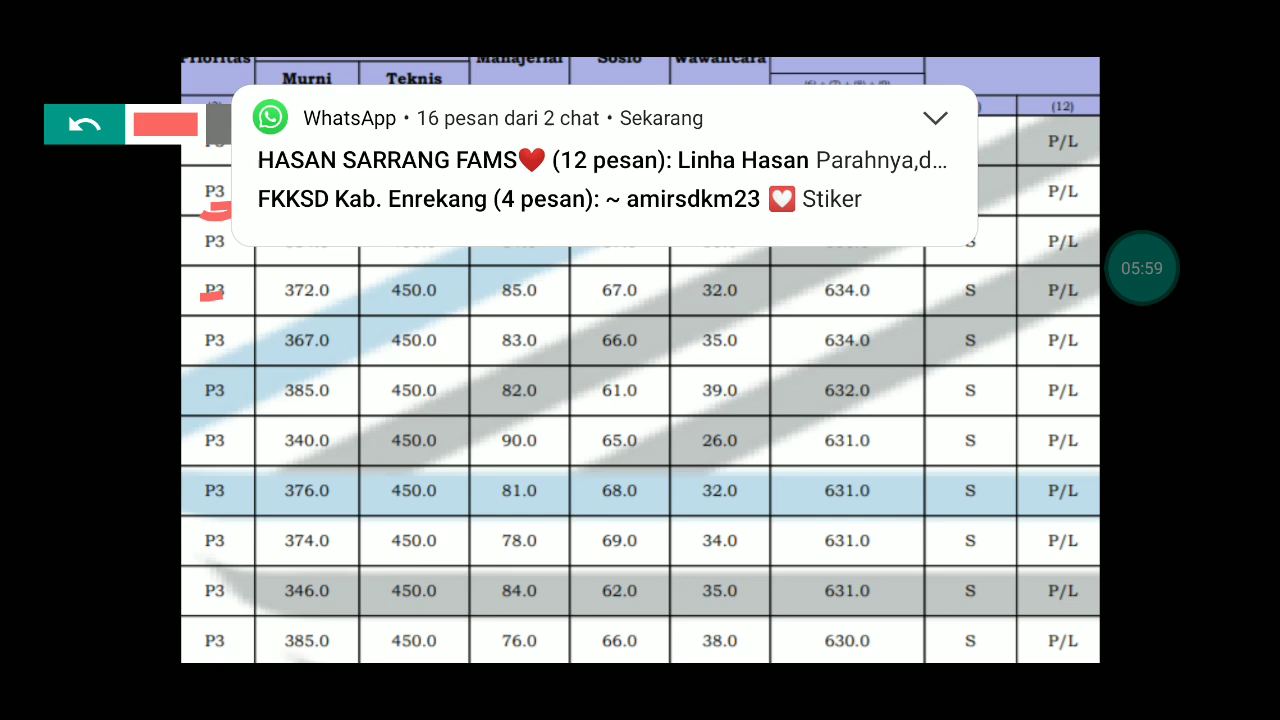 Prioritas Manajerial Sosio Wawancara
Murni Teknis
(12)
WhatsApp • 16 pesan dari 2 chat • Sekarang
HASAN SARRANG FAMS❤️ (12 pesan): Linha Hasan Parahnya,d...
FKKSD Kab. Enrekang (4 pesan): ~ amirsdkm23 💟 Stiker
P/L
P3 P/L
P3 S P/L
P3 372.0 450.0 85.0 67.0 32.0 634.0 S P/L
P3 367.0 450.0 83.0 66.0 35.0 634.0 S P/L
P3 385.0 450.0 82.0 61.0 39.0 632.0 S P/L
P3 340.0 450.0 90.0 65.0 26.0 631.0 S P/L
P3 376.0 450.0 81.0 68.0 32.0 631.0 S P/L
P3 374.0 450.0 78.0 69.0 34.0 631.0 S P/L
P3 346.0 450.0 84.0 62.0 35.0 631.0 S P/L
P3 385.0 450.0 76.0 66.0 38.0 630.0 S P/L
05:59